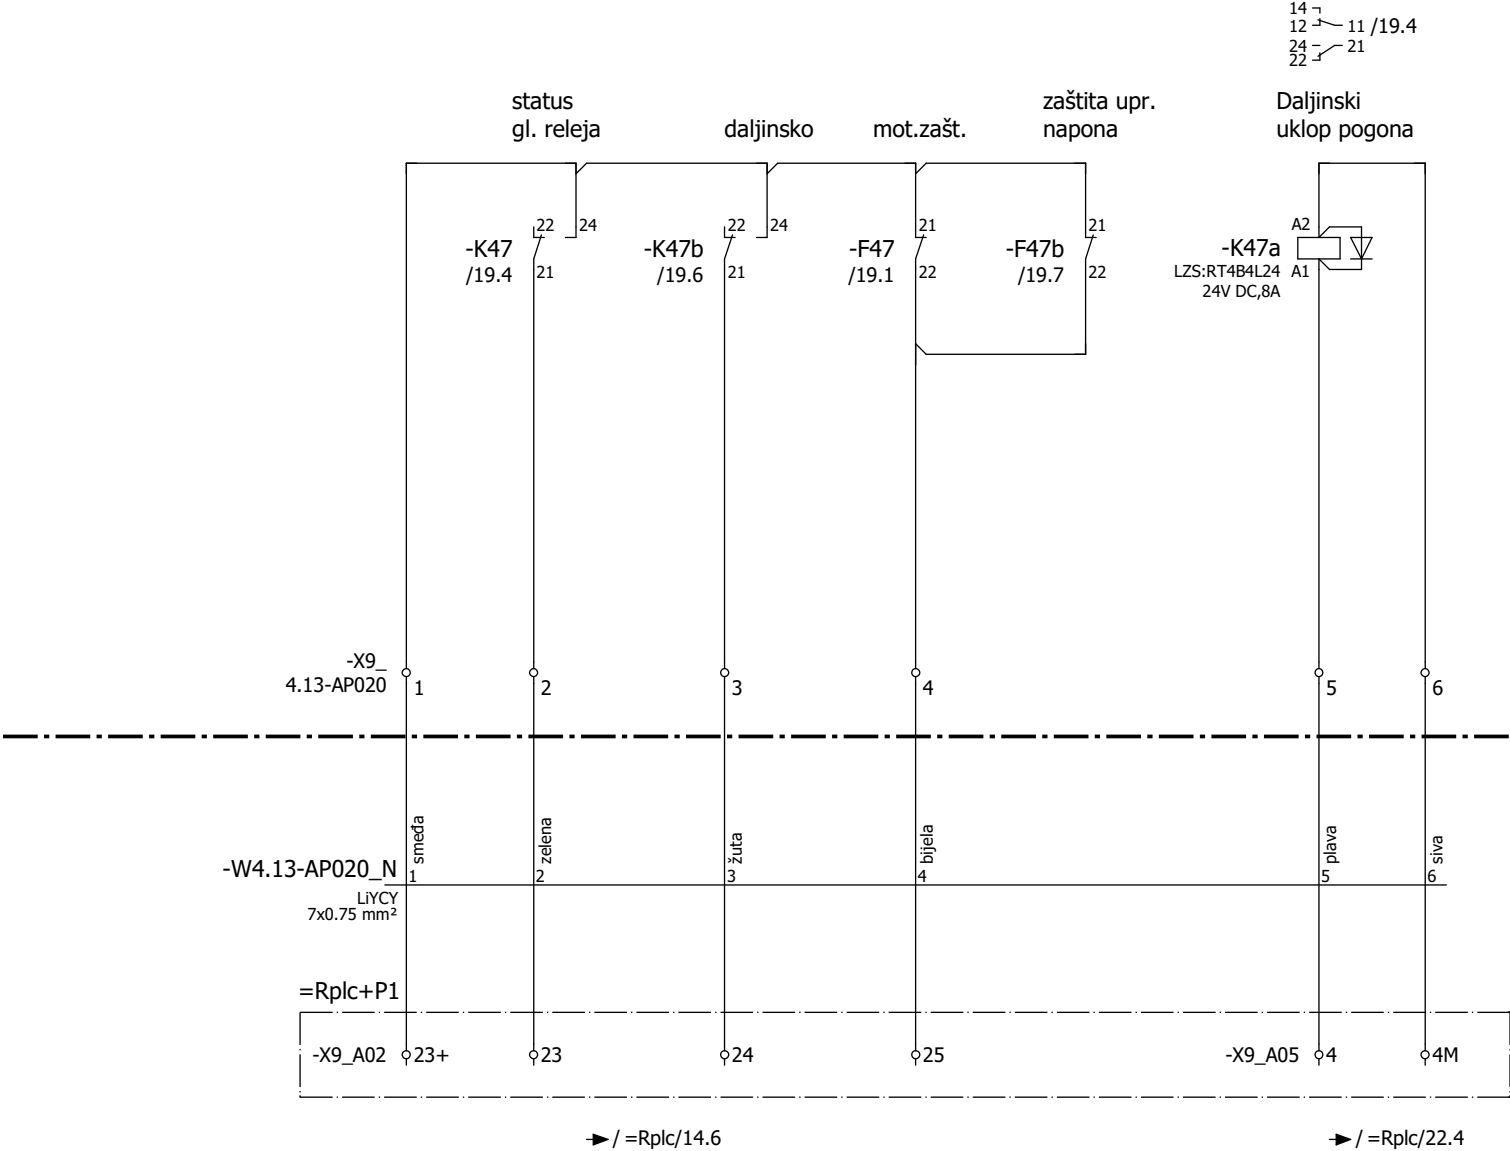 14
12 11 /19.4
24 21
22
status
gl. releja
daljinsko
mot.zašt.
zaštita upr.
napona
Daljinski
uklop pogona
22 24
-K47
/19.4
21
22 24
-K47b
/19.6
21
21
-F47
/19.1
22
21
-F47b
/19.7
22
A2
-K47a
LZS:RT4B4L24 A1
24V DC,8A
-X9_
4.13-AP020
1
2
3
4
5
6
smeđa
zelena
žuta
bijela
plava
siva
-W4.13-AP020_N
1
2
3
4
5
6
LiYCY
7x0.75 mm²
=Rplc+P1
-X9_A02 23+
23
24
25
-X9_A05 4
4M
/ =Rplc/14.6
/ =Rplc/22.4